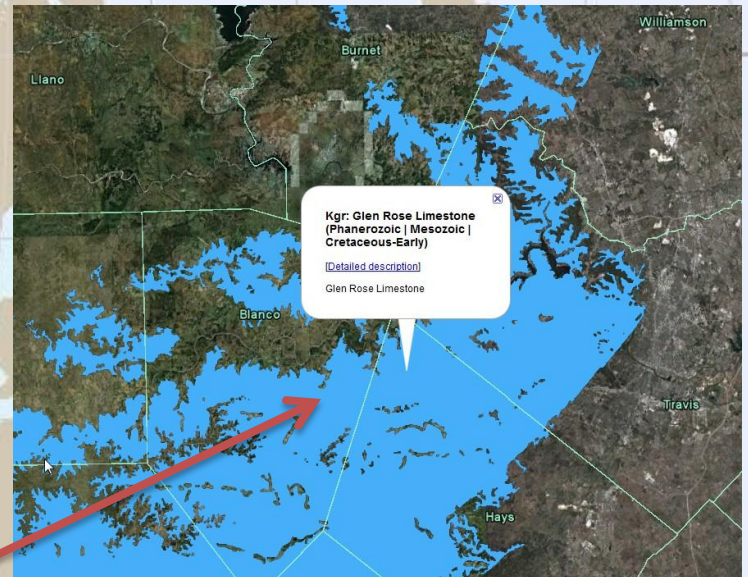 Williamson
Burnet
Llano
Kgr: Glen Rose Limestone
(Phanerozoic | Mesozoic |
Cretaceous-Early)
[Detailed description]
Glen Rose Limestone
Blanco
Travis
Hays